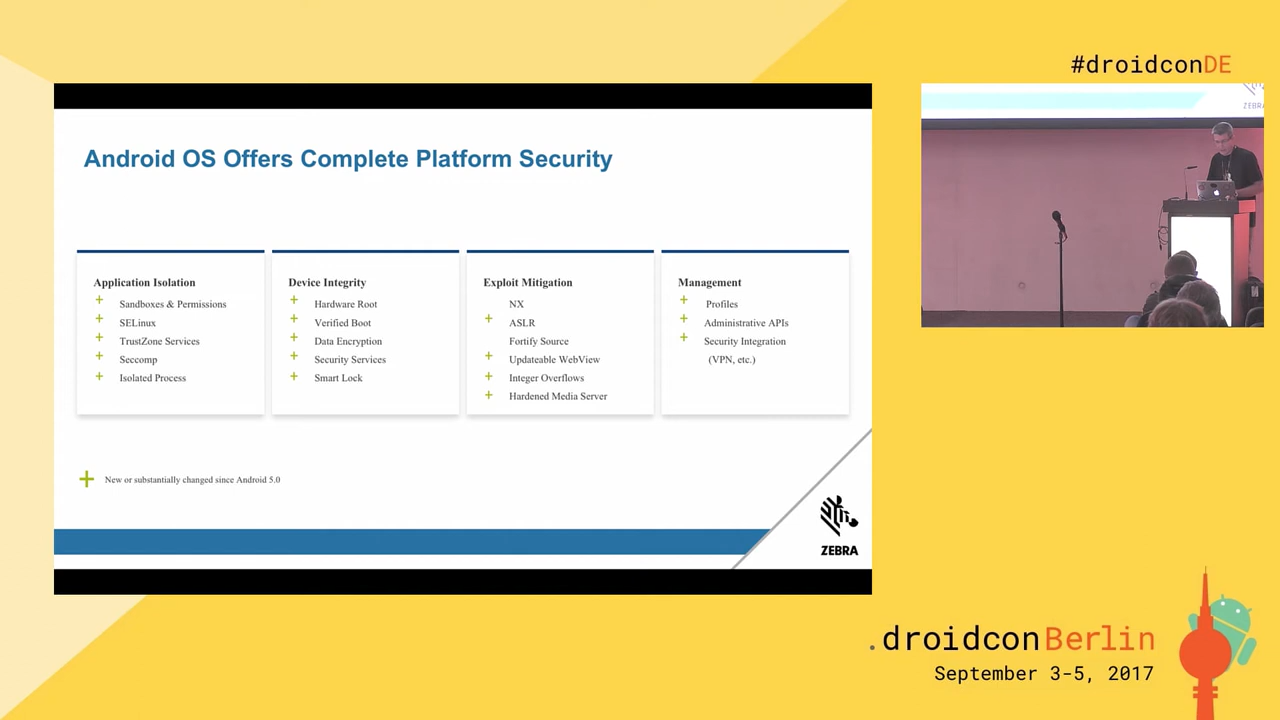 #droidconDE
Android OS Offers Complete Platform Security
Application Isolation
+ Sandboxes & Permissions
+ SELinux
+ TrustZone Services
+ Seccomp
+ Isolated Process
Device Integrity
+ Hardware Root
+ Verified Boot
+ Data Encryption
+ Security Services
+ Smart Lock
Exploit Mitigation
NX
+ ASLR
Fortify Source
+ Updateable WebView
+ Integer Overflows
+ Hardened Media Server
Management
+ Profiles
+ Administrative APIs
+ Security Integration
(VPN, etc.)
+ New or substantially changed since Android 5.0
ZEBRA
ZEBRA
.droidconBerlin
September 3-5, 2017